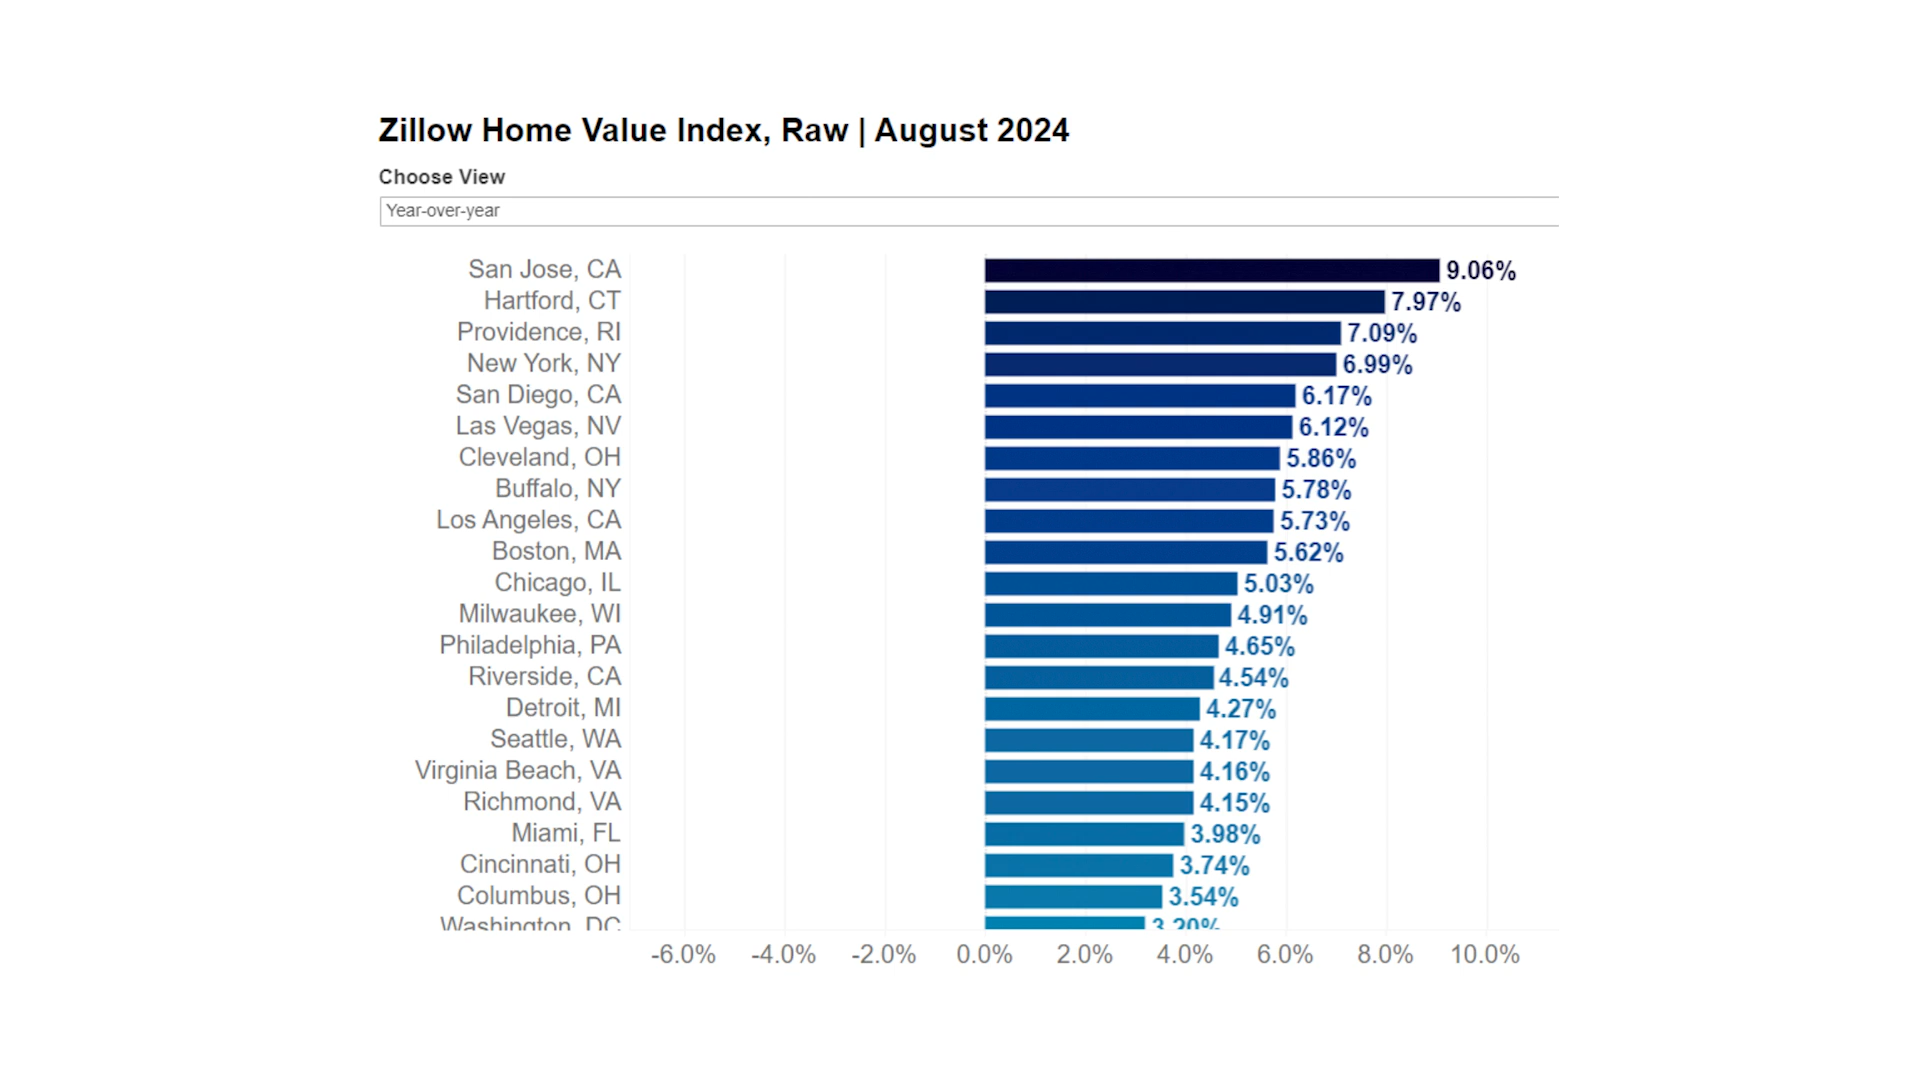 Zillow Home Value Index, Raw | August 2024
Choose View
Year-over-year
San Jose, CA 9.06%
Hartford, CT 7.97%
Providence, RI 7.09%
New York, NY 6.99%
San Diego, CA 6.17%
Las Vegas, NV 6.12%
Cleveland, OH 5.86%
Buffalo, NY 5.78%
Los Angeles, CA 5.73%
Boston, MA 5.62%
Chicago, IL 5.03%
Milwaukee, WI 4.91%
Philadelphia, PA 4.65%
Riverside, CA 4.54%
Detroit, MI 4.27%
Seattle, WA 4.17%
Virginia Beach, VA 4.16%
Richmond, VA 4.15%
Miami, FL 3.98%
Cincinnati, OH 3.74%
Columbus, OH 3.54%
Washington, DC 3.20%
-6.0% -4.0% -2.0% 0.0% 2.0% 4.0% 6.0% 8.0% 10.0%